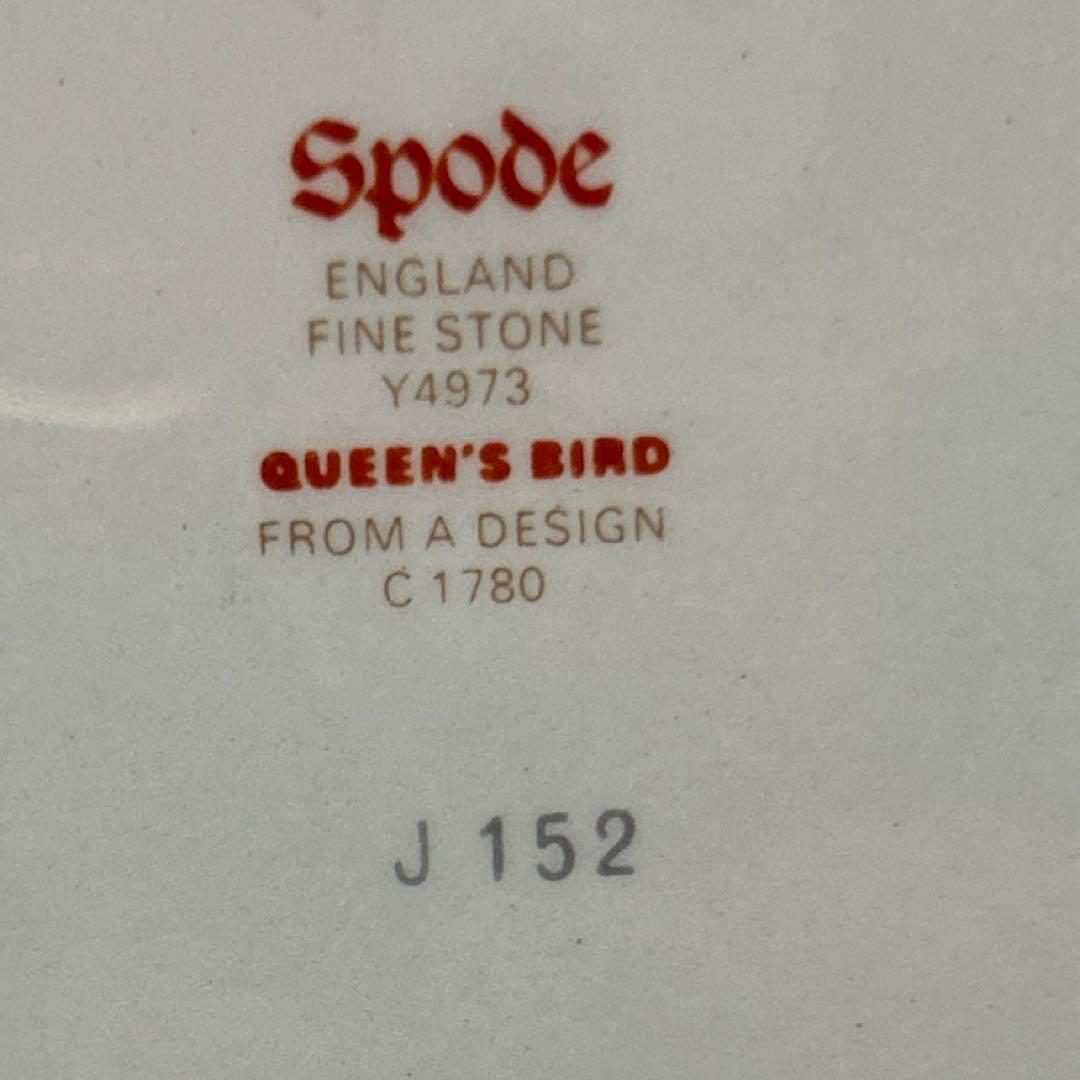 Spode
ENGLAND
FINE STONE
Y4973
QUEEN'S BIRD
FROM A DESIGN
C 1780
J 152